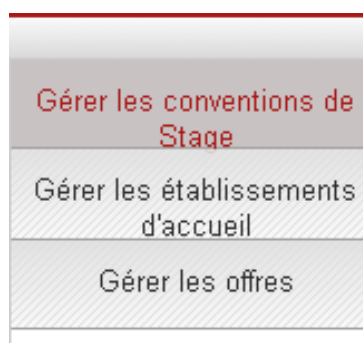 Gérer les conventions de
Stage
Gérer les établissements
d'accueil
Gérer les offres